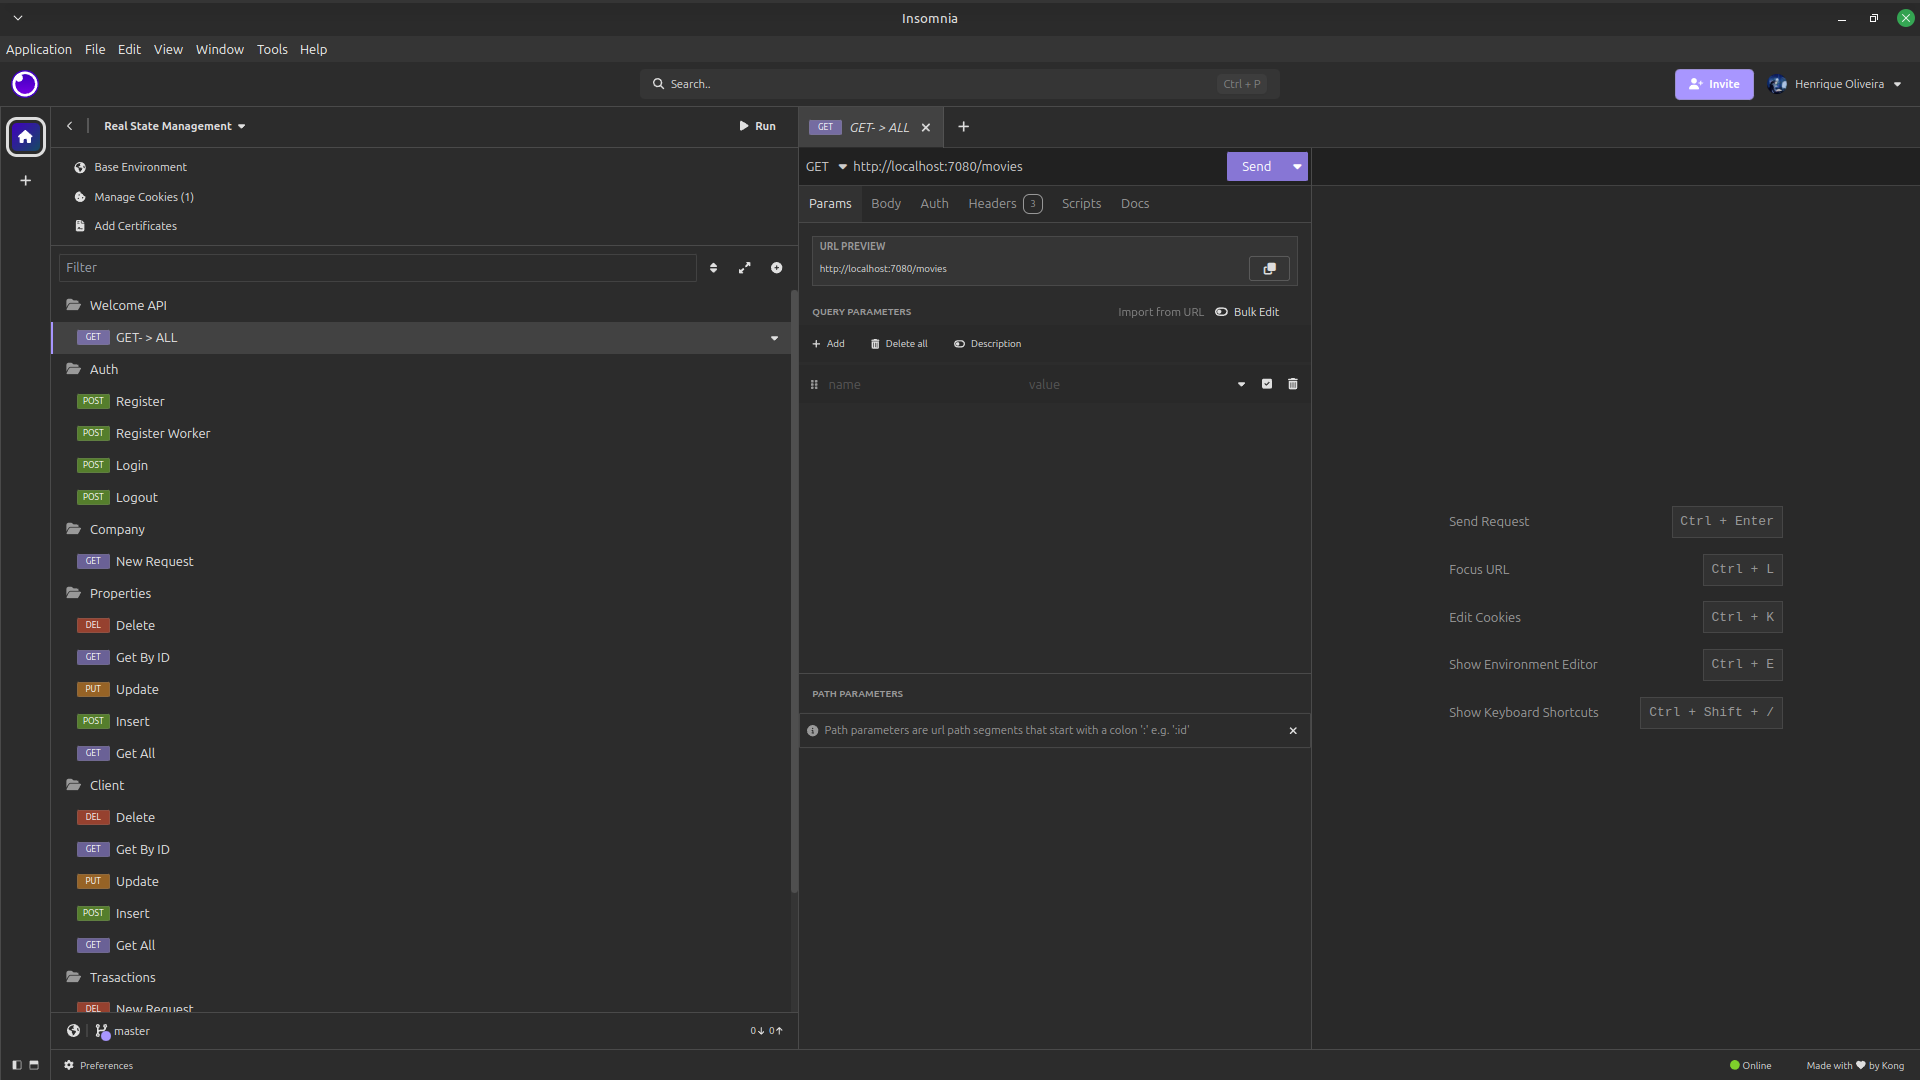 Insomnia
Application File Edit View Window Tools Help
Search.. Ctrl + P
Invite
Henrique Oliveira
Real State Management
Run
Base Environment
Manage Cookies (1)
Add Certificates
Filter
Welcome API
GET GET- > ALL
Auth
POST Register
POST Register Worker
POST Login
POST Logout
Company
GET New Request
Properties
DEL Delete
GET Get By ID
PUT Update
POST Insert
GET Get All
Client
DEL Delete
GET Get By ID
PUT Update
POST Insert
GET Get All
Trasactions
DEL New Request
master
0 0
GET GET- > ALL
GET http://localhost:7080/movies Send
Params Body Auth Headers 3 Scripts Docs
URL PREVIEW
http://localhost:7080/movies
QUERY PARAMETERS Import from URL Bulk Edit
Add Delete all Description
name value
PATH PARAMETERS
Path parameters are url path segments that start with a colon ':' e.g. ':id'
Send Request Ctrl + Enter
Focus URL Ctrl + L
Edit Cookies Ctrl + K
Show Environment Editor Ctrl + E
Show Keyboard Shortcuts Ctrl + Shift + /
Preferences
Online
Made with by Kong